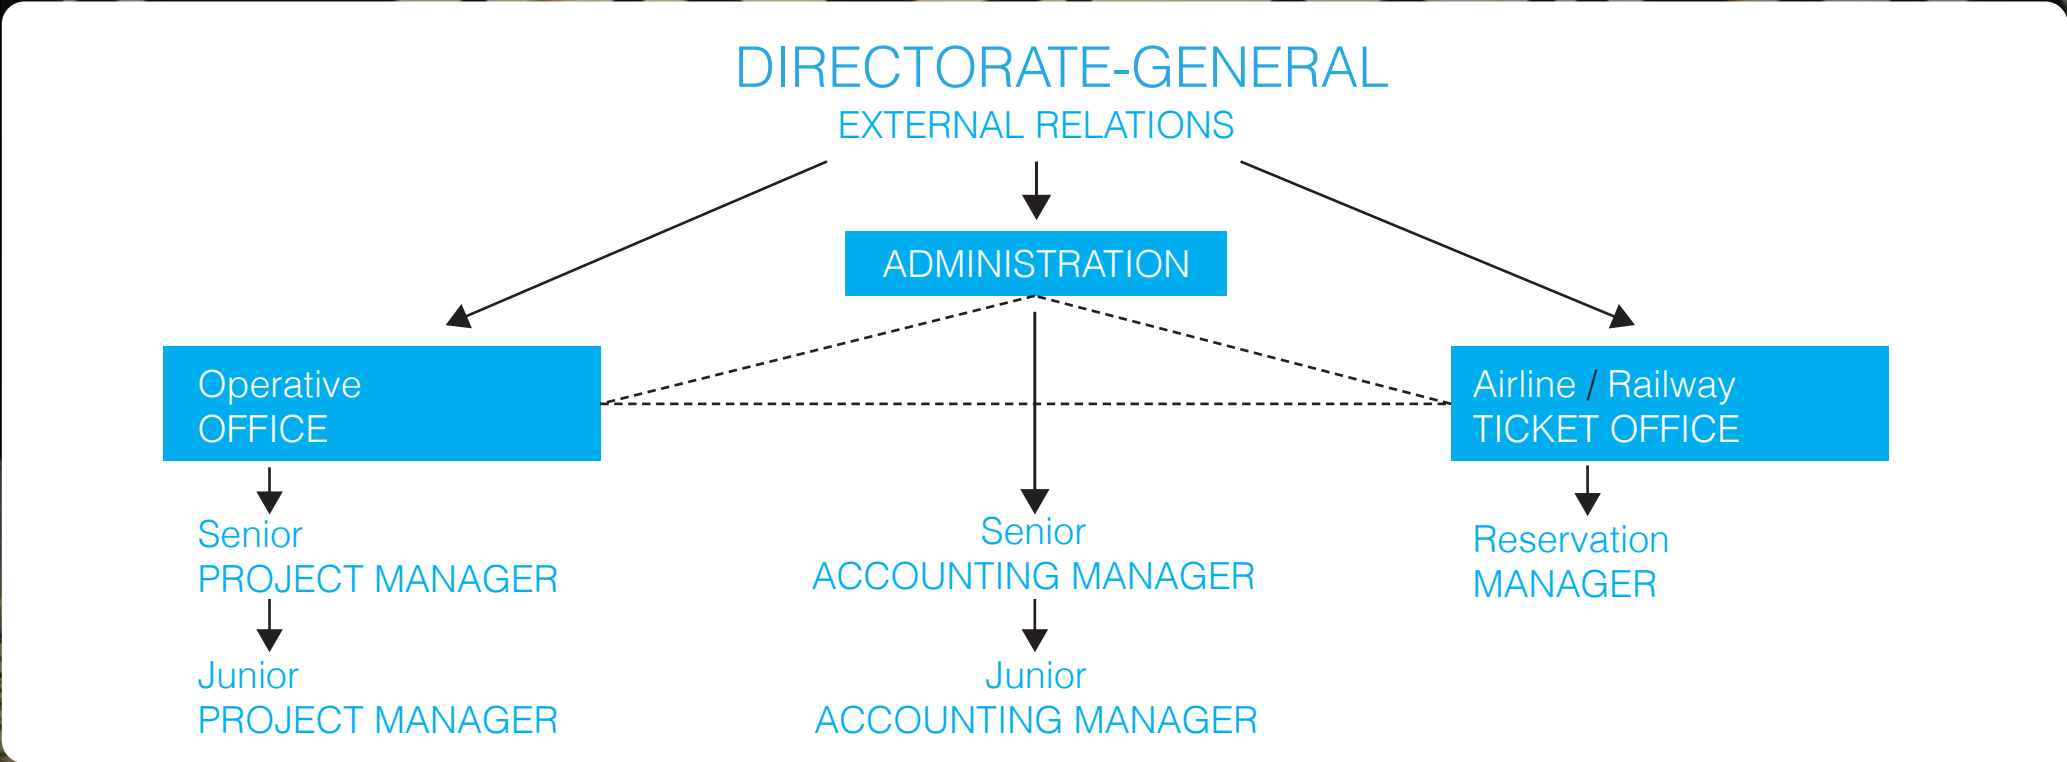 DIRECTORATE-GENERAL
EXTERNAL RELATIONS
ADMINISTRATION
Operative
OFFICE
Airline / Railway
TICKET OFFICE
Senior
PROJECT MANAGER
Senior
ACCOUNTING MANAGER
Reservation
MANAGER
Junior
PROJECT MANAGER
Junior
ACCOUNTING MANAGER